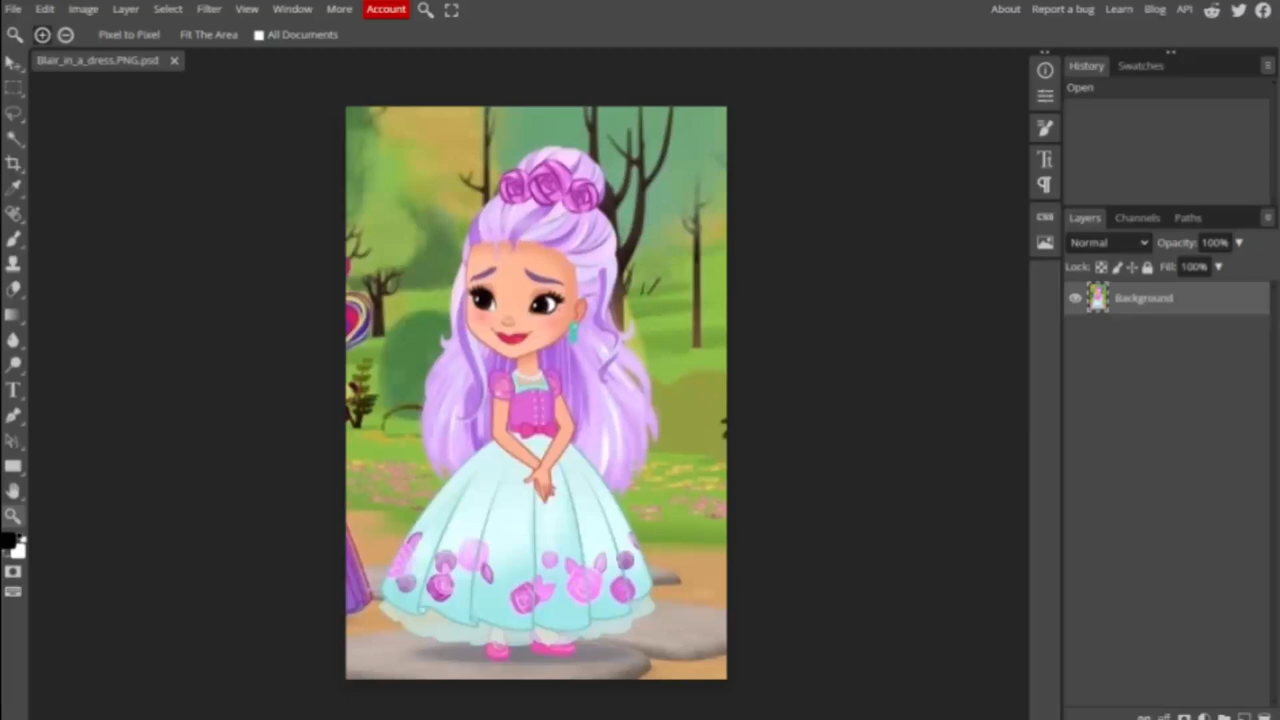 File Edit Image Layer Select Filter View Window More Account About Report a bug Learn Blog API
Pixel to Pixel Fit The Area All Documents
Blair_in_a_dress.PNG.psd
History Swatches
Open
CSS
Layers Channels Paths
Normal Opacity: 100%
Lock: Fill: 100%
Background